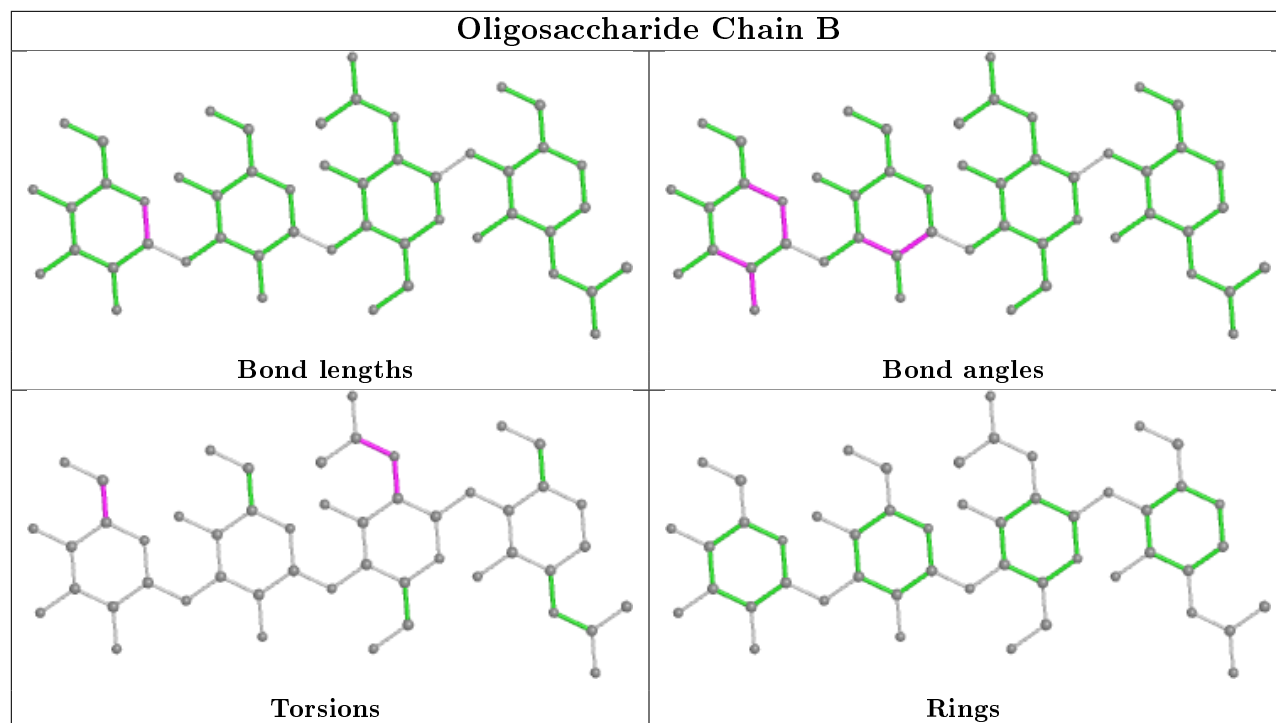 Oligosaccharide Chain B
Bond lengths
Bond angles
Torsions
Rings